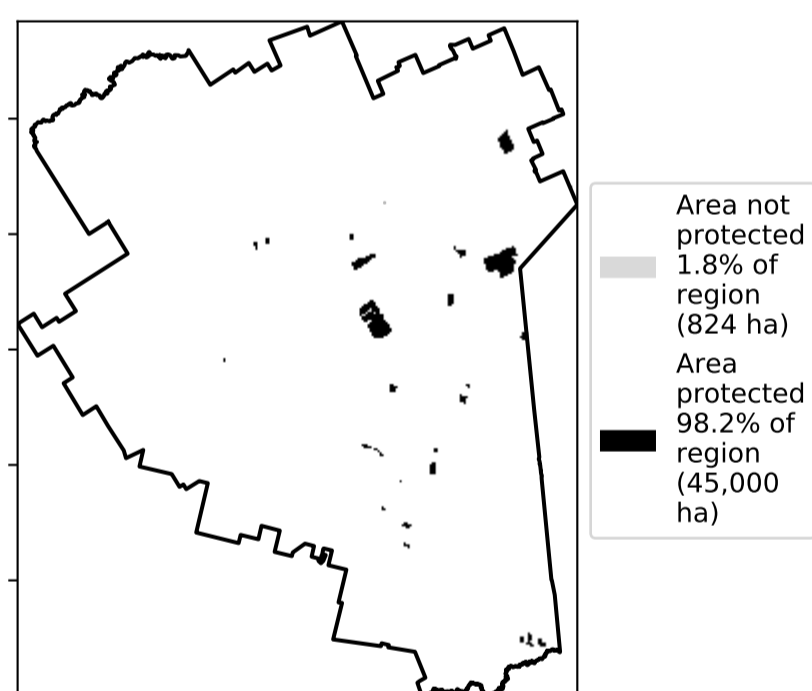 Area not
protected
1.8% of
region
(824 ha)
Area
protected
98.2% of
region
(45,000
ha)